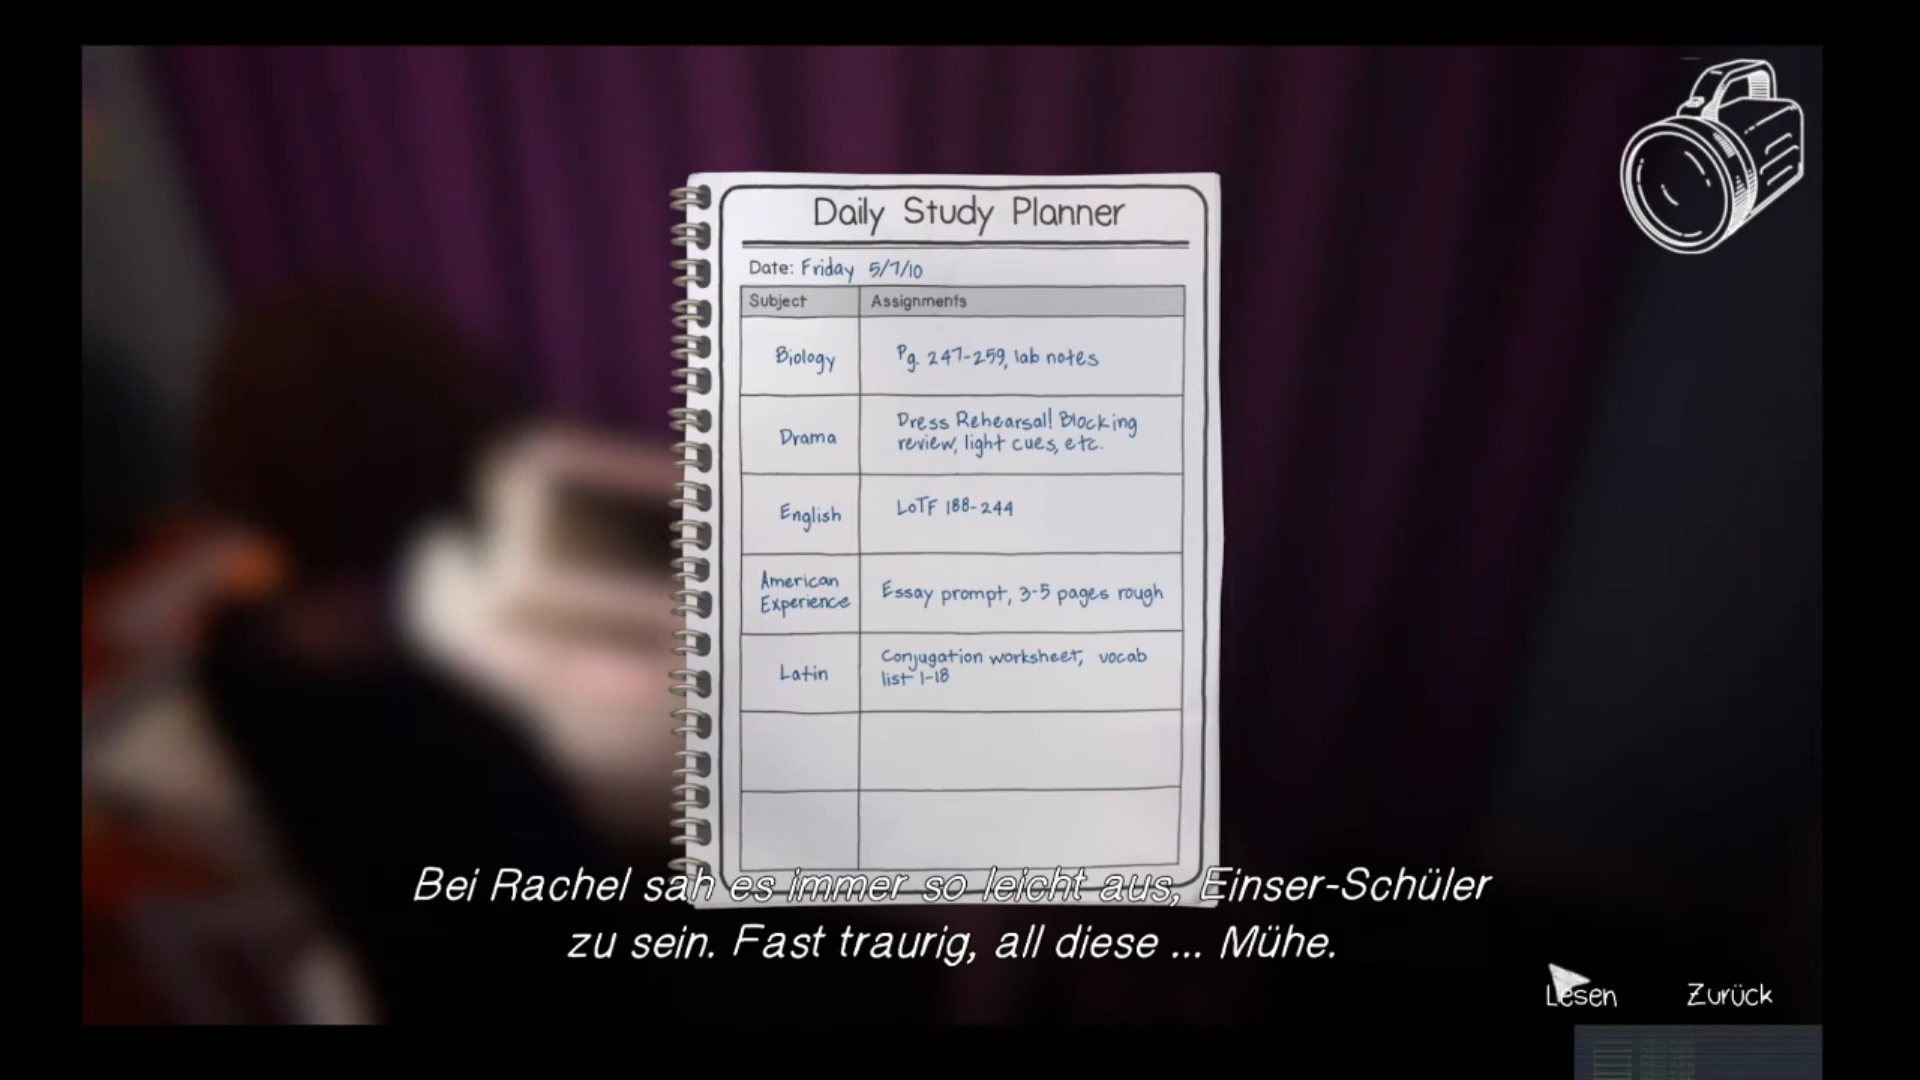 Daily Study Planner
Date: Friday 5/7/10
Subject Assignments
Biology Pg. 247-259, lab notes
Drama Dress Rehearsal! Blocking
review, light cues, etc.
English LoTF 188-244
American
Experience Essay prompt, 3-5 pages rough
Latin Conjugation worksheet, vocab
list 1-18
Bei Rachel sah es immer so leicht aus, Einser-Schüler
zu sein. Fast traurig, all diese ... Mühe.
Lesen Zurück